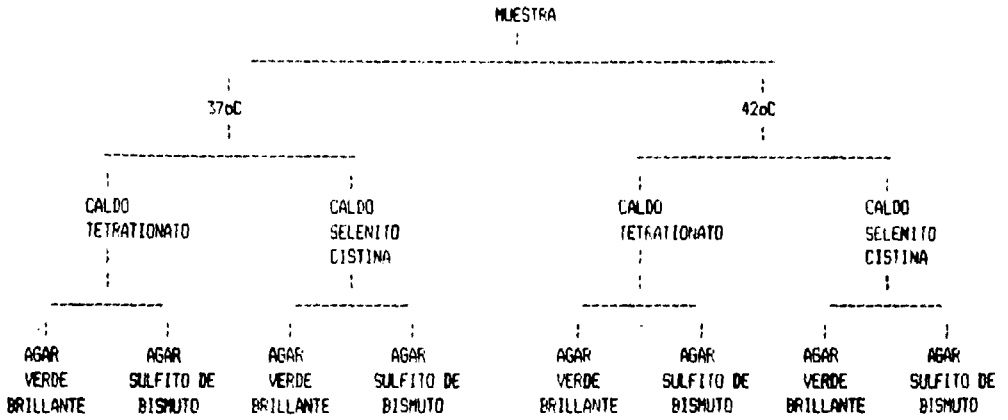 MUESTRA
37oC 42oC
CALDO CALDO CALDO CALDO
TETRATIONATO SELENITO TETRATIONATO SELENITO
CISTINA CISTINA
AGAR AGAR AGAR AGAR AGAR AGAR AGAR AGAR
VERDE SULFITO DE VERDE SULFITO DE VERDE SULFITO DE VERDE SULFITO DE
BRILLANTE BISMUTO BRILLANTE BISMUTO BRILLANTE BISMUTO BRILLANTE BISMUTO